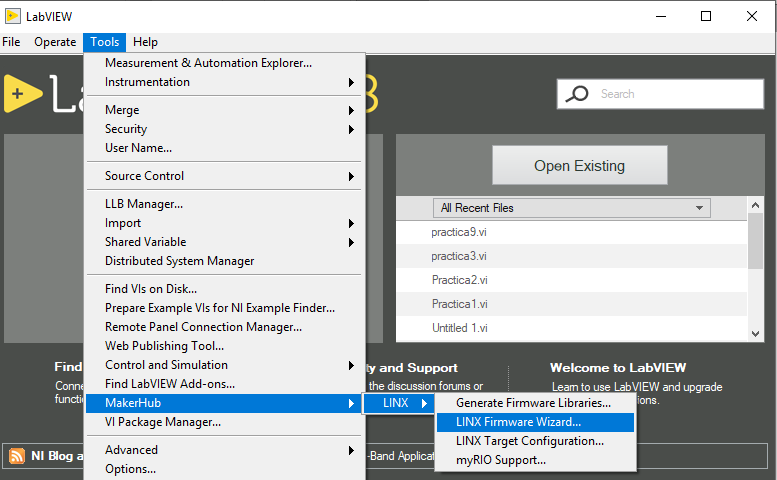 LabVIEW
File Operate Tools Help
Measurement & Automation Explorer...
Instrumentation
Merge
Security
User Name...
Source Control
LLB Manager...
Import
Shared Variable
Distributed System Manager
Find VIs on Disk...
Prepare Example VIs for NI Example Finder...
Remote Panel Connection Manager...
Web Publishing Tool...
Control and Simulation
Find LabVIEW Add-ons...
MakerHub
VI Package Manager...
Advanced
Options...
LINX
Generate Firmware Libraries...
LINX Firmware Wizard...
LINX Target Configuration...
myRIO Support...
Search
Open Existing
All Recent Files
practica9.vi
practica3.vi
Practica2.vi
Practica1.vi
Untitled 1.vi
Find
y and Support
the discussion forums or
Welcome to LabVIEW
Learn to use LabVIEW and upgrade
NI Blog a
-Band Applicat